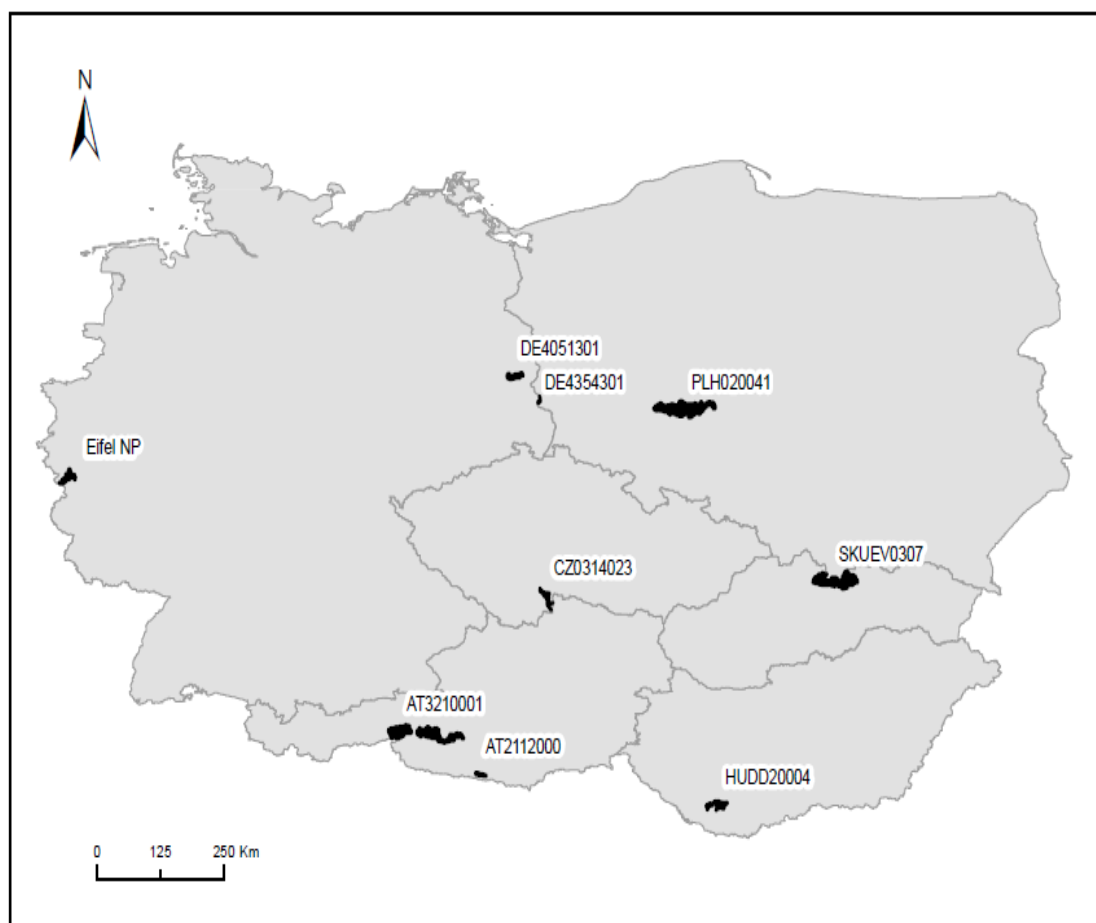 N
DE4051301
DE4354301
PLH020041
Eifel NP
SKUEV0307
CZ0314023
AT3210001
AT2112000
HUDD20004
0 125 250 Km